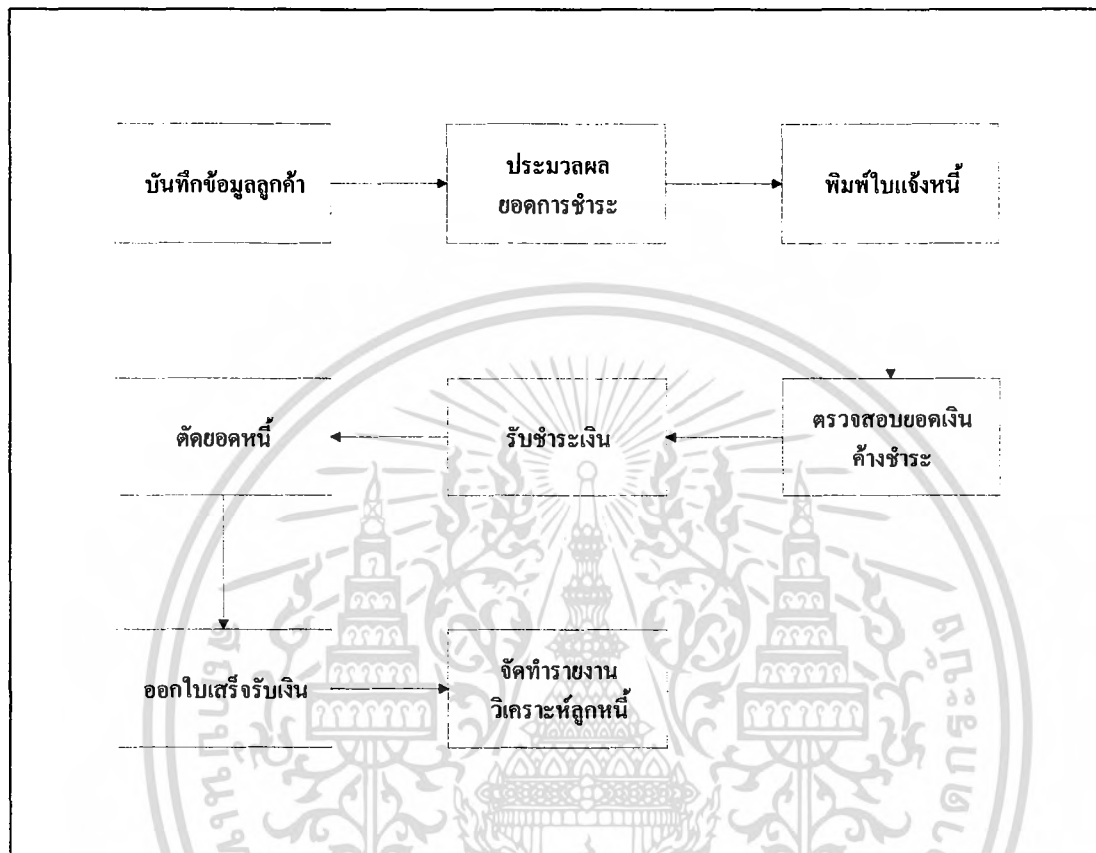 บันทึกข้อมูลลูกค้า
ประมวลผล
ยอดการชำระ
พิมพ์ใบแจ้งหนี้
ตรวจสอบยอดเงิน
ค้างชำระ
รับชำระเงิน
ตัดยอดหนี้
ออกใบเสร็จรับเงิน
จัดทำรายงาน
วิเคราะห์ลูกหนี้